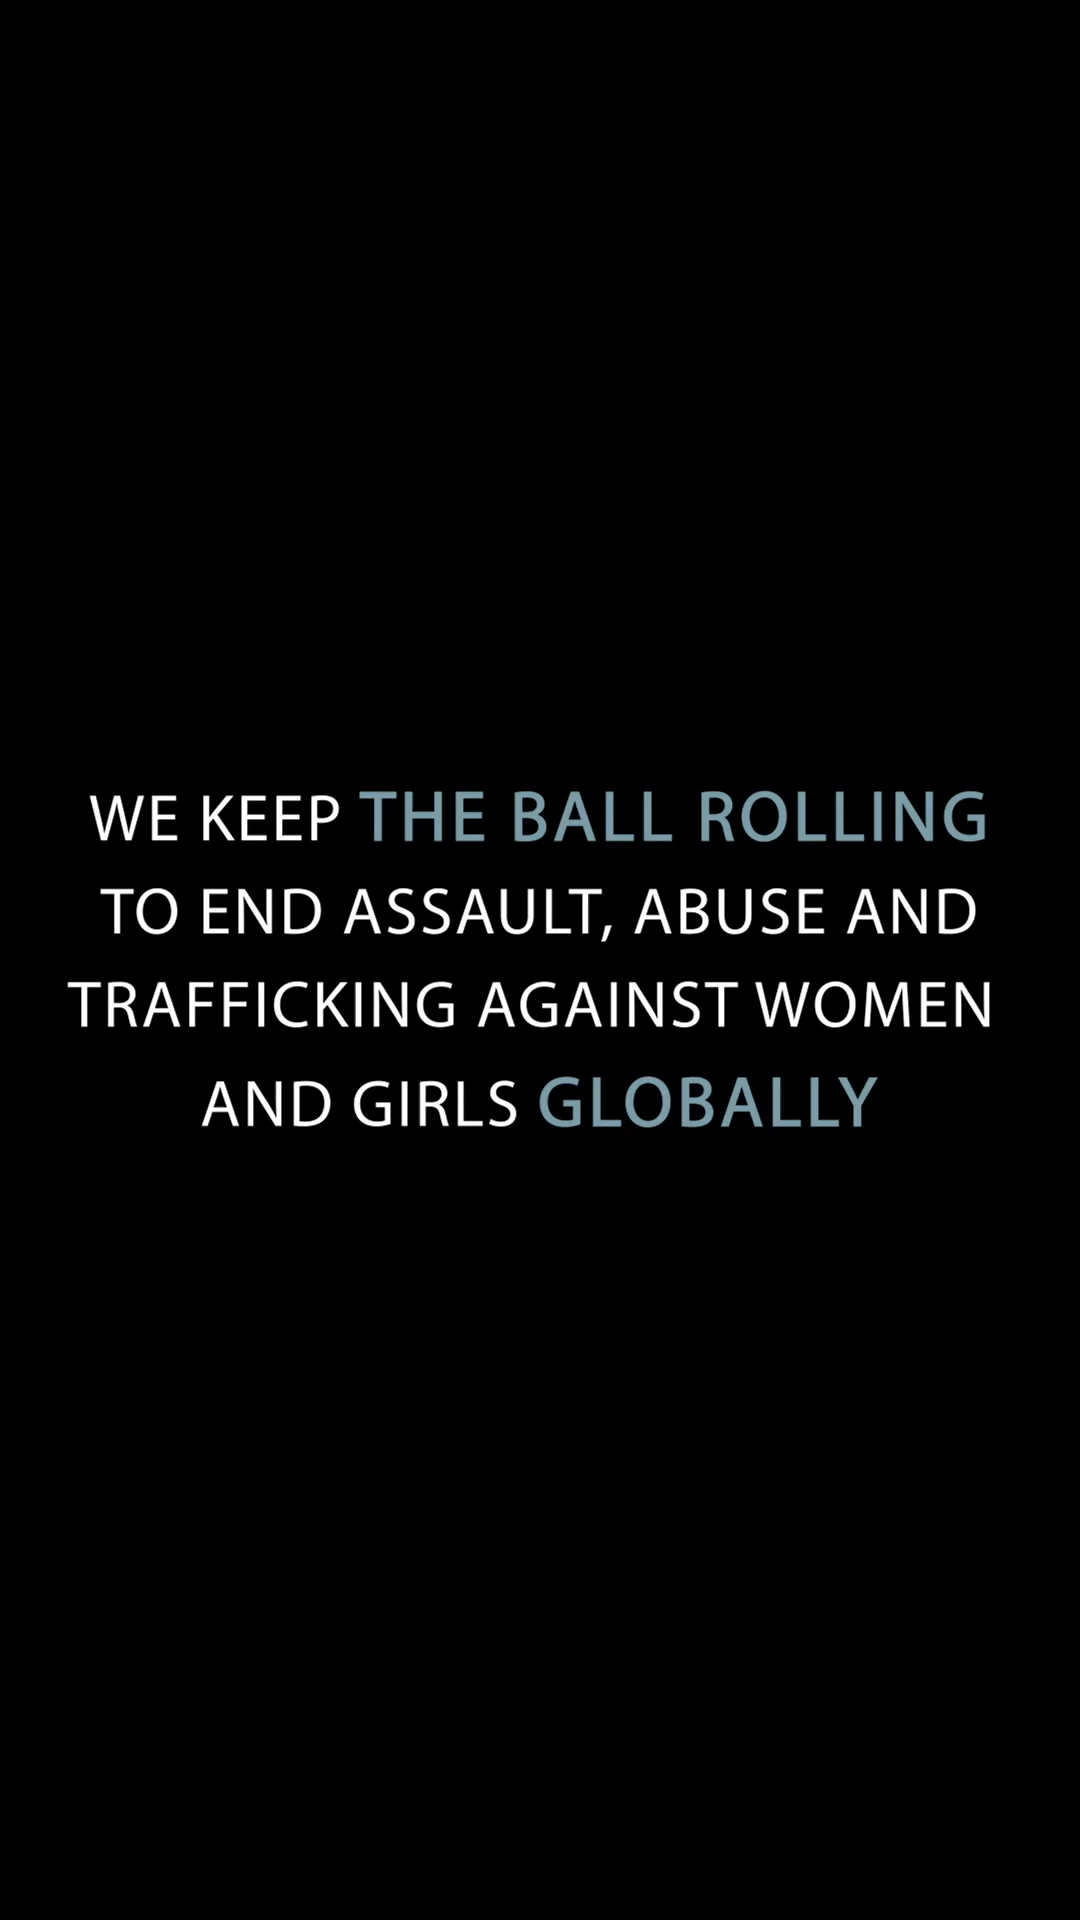 WE KEEP THE BALL ROLLING
TO END ASSAULT, ABUSE AND
TRAFFICKING AGAINST WOMEN
AND GIRLS GLOBALLY